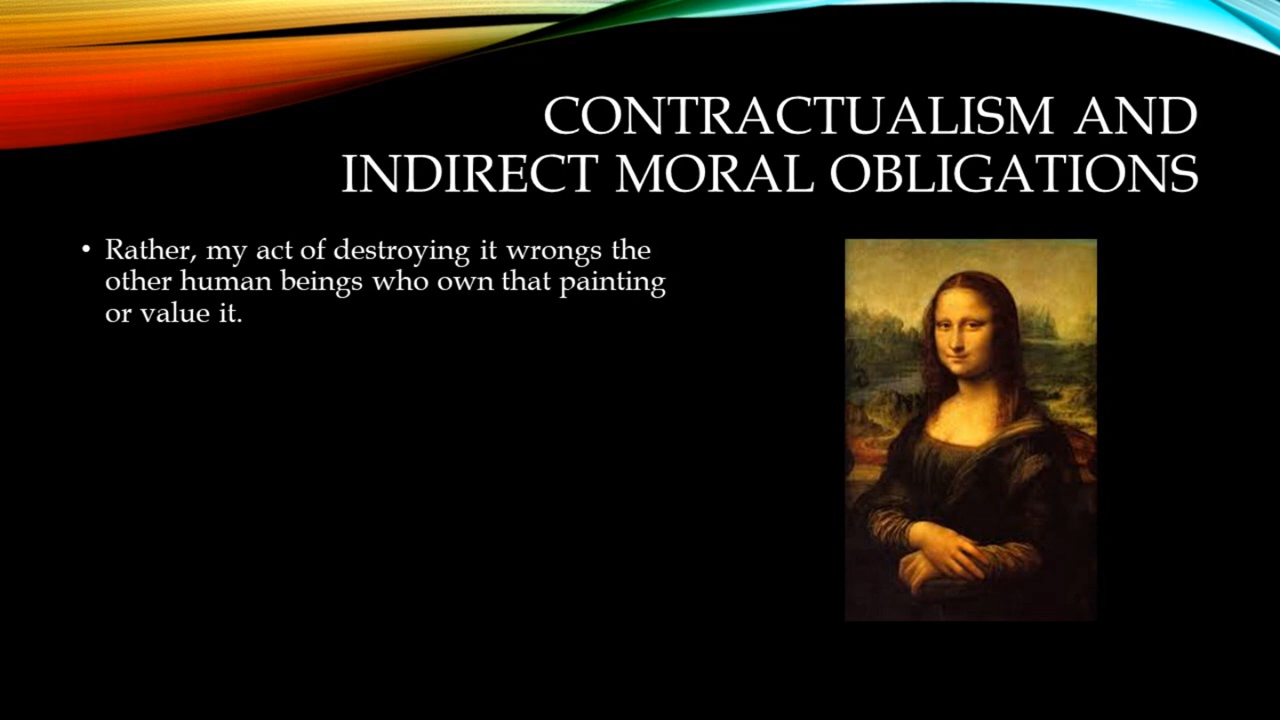 CONTRACTUALISM AND
INDIRECT MORAL OBLIGATIONS
• Rather, my act of destroying it wrongs the
other human beings who own that painting
or value it.